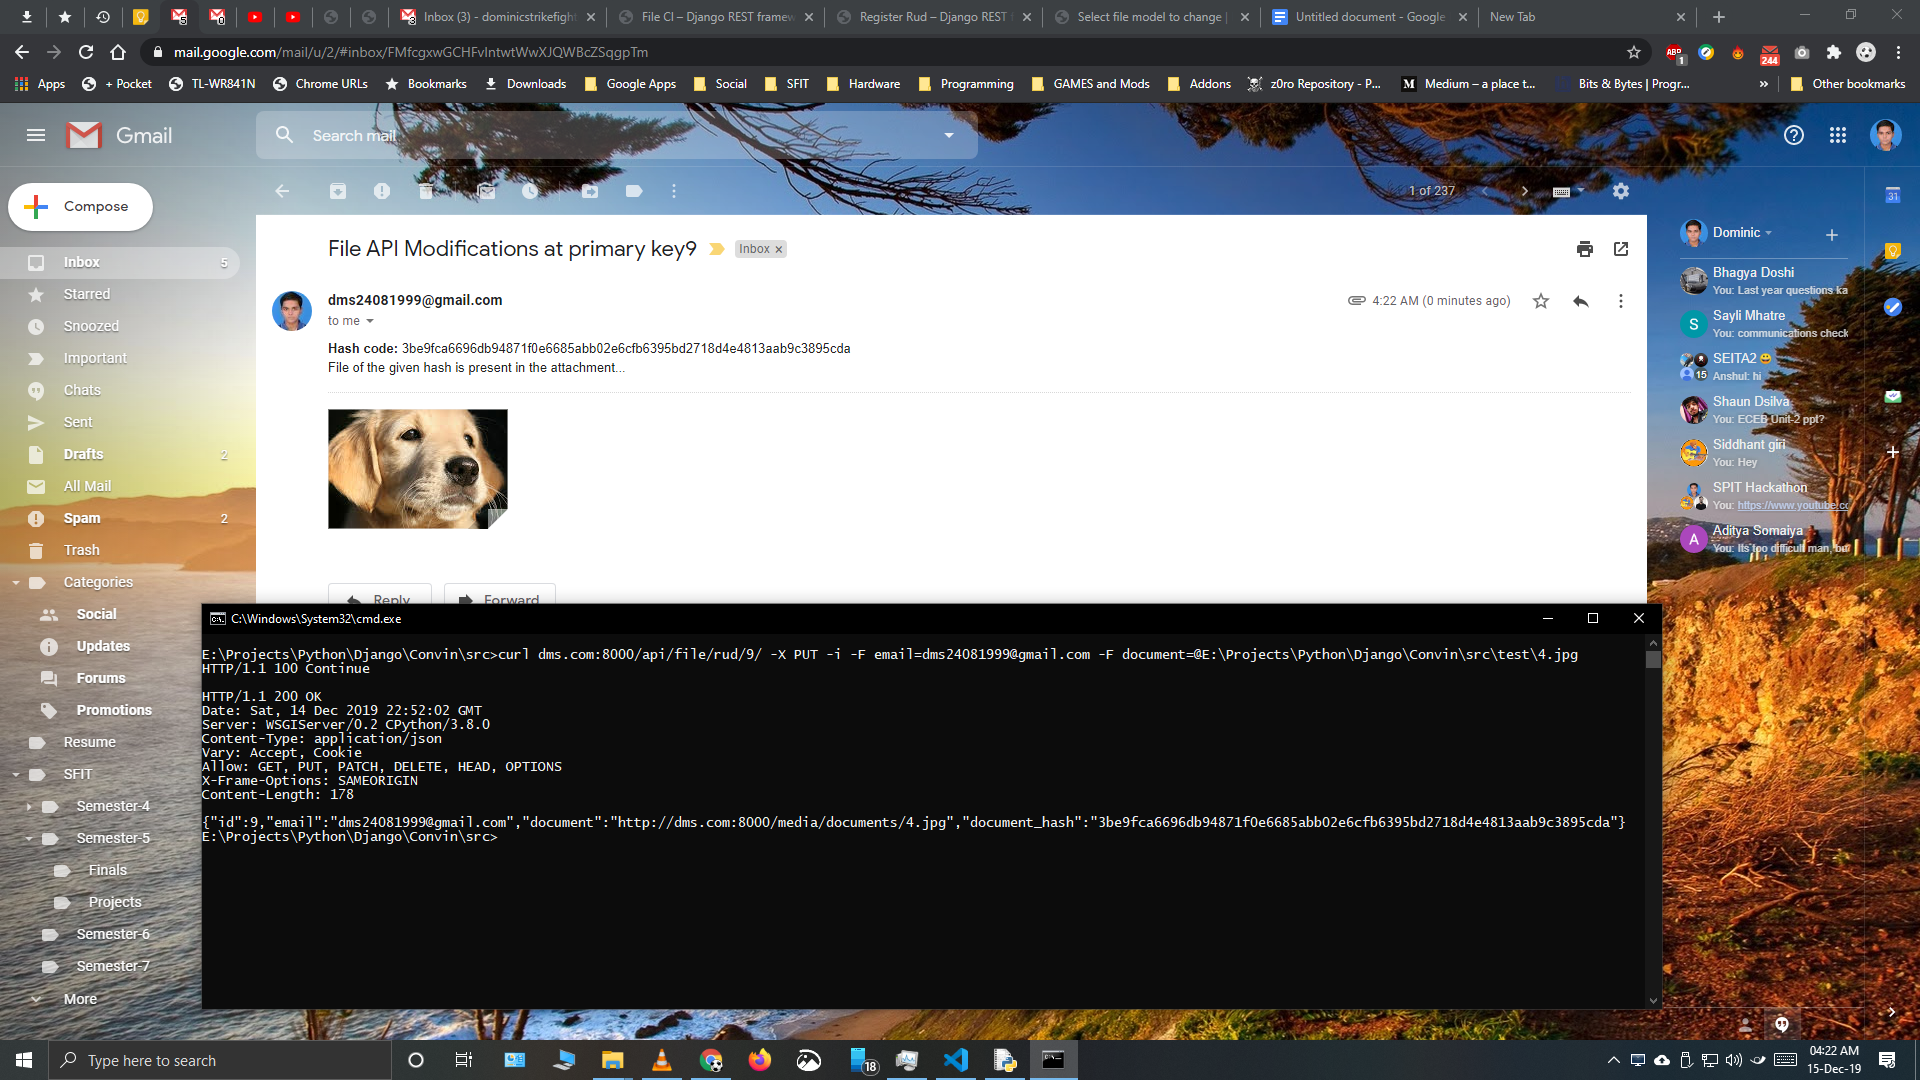 Inbox (3) - dominicstrikefight
File Cl – Django REST framew
Register Rud – Django REST f
Select file model to change |
Untitled document - Google
New Tab
mail.google.com/mail/u/2/#inbox/FMfcgxwGCHFvlntwtWwXJQWBcZSqgpTm
Apps
+ Pocket
TL-WR841N
Chrome URLs
Bookmarks
Downloads
Google Apps
Social
SFIT
Hardware
Programming
GAMES and Mods
Addons
z0ro Repository - P...
Medium – a place t...
Bits & Bytes | Progr...
»
Other bookmarks
Gmail
Search mail
1 of 237
Compose
Inbox 5
Starred
Snoozed
Important
Chats
Sent
Drafts 2
All Mail
Spam 2
Trash
Categories
Social
Updates
Forums
Promotions
Resume
SFIT
Semester-4
Semester-5
Finals
Projects
Semester-6
Semester-7
More
File API Modifications at primary key9
Inbox ×
dms24081999@gmail.com
4:22 AM (0 minutes ago)
to me
Hash code: 3be9fca6696db94871f0e6685abb02e6cfb6395bd2718d4e4813aab9c3895cda
File of the given hash is present in the attachment...
Reply
Forward
Dominic
Bhagya Doshi
You: Last year questions ka
Sayli Mhatre
You: communications check
SEITA2
Anshul: hi
Shaun Dsilva
You: ECEB Unit-2 ppt?
Siddhant giri
You: Hey
SPIT Hackathon
You: https://www.youtube.co
Aditya Somaiya
You: Its too difficult man, bu
C:\Windows\System32\cmd.exe
E:\Projects\Python\Django\Convin\src>curl dms.com:8000/api/file/rud/9/ -X PUT -i -F email=dms24081999@gmail.com -F document=@E:\Projects\Python\Django\Convin\src\test\4.jpg
HTTP/1.1 100 Continue
HTTP/1.1 200 OK
Date: Sat, 14 Dec 2019 22:52:02 GMT
Server: WSGIServer/0.2 CPython/3.8.0
Content-Type: application/json
Vary: Accept, Cookie
Allow: GET, PUT, PATCH, DELETE, HEAD, OPTIONS
X-Frame-Options: SAMEORIGIN
Content-Length: 178
{"id":9,"email":"dms24081999@gmail.com","document":"http://dms.com:8000/media/documents/4.jpg","document_hash":"3be9fca6696db94871f0e6685abb02e6cfb6395bd2718d4e4813aab9c3895cda"}
E:\Projects\Python\Django\Convin\src>
Type here to search
18
04:22 AM
15-Dec-19